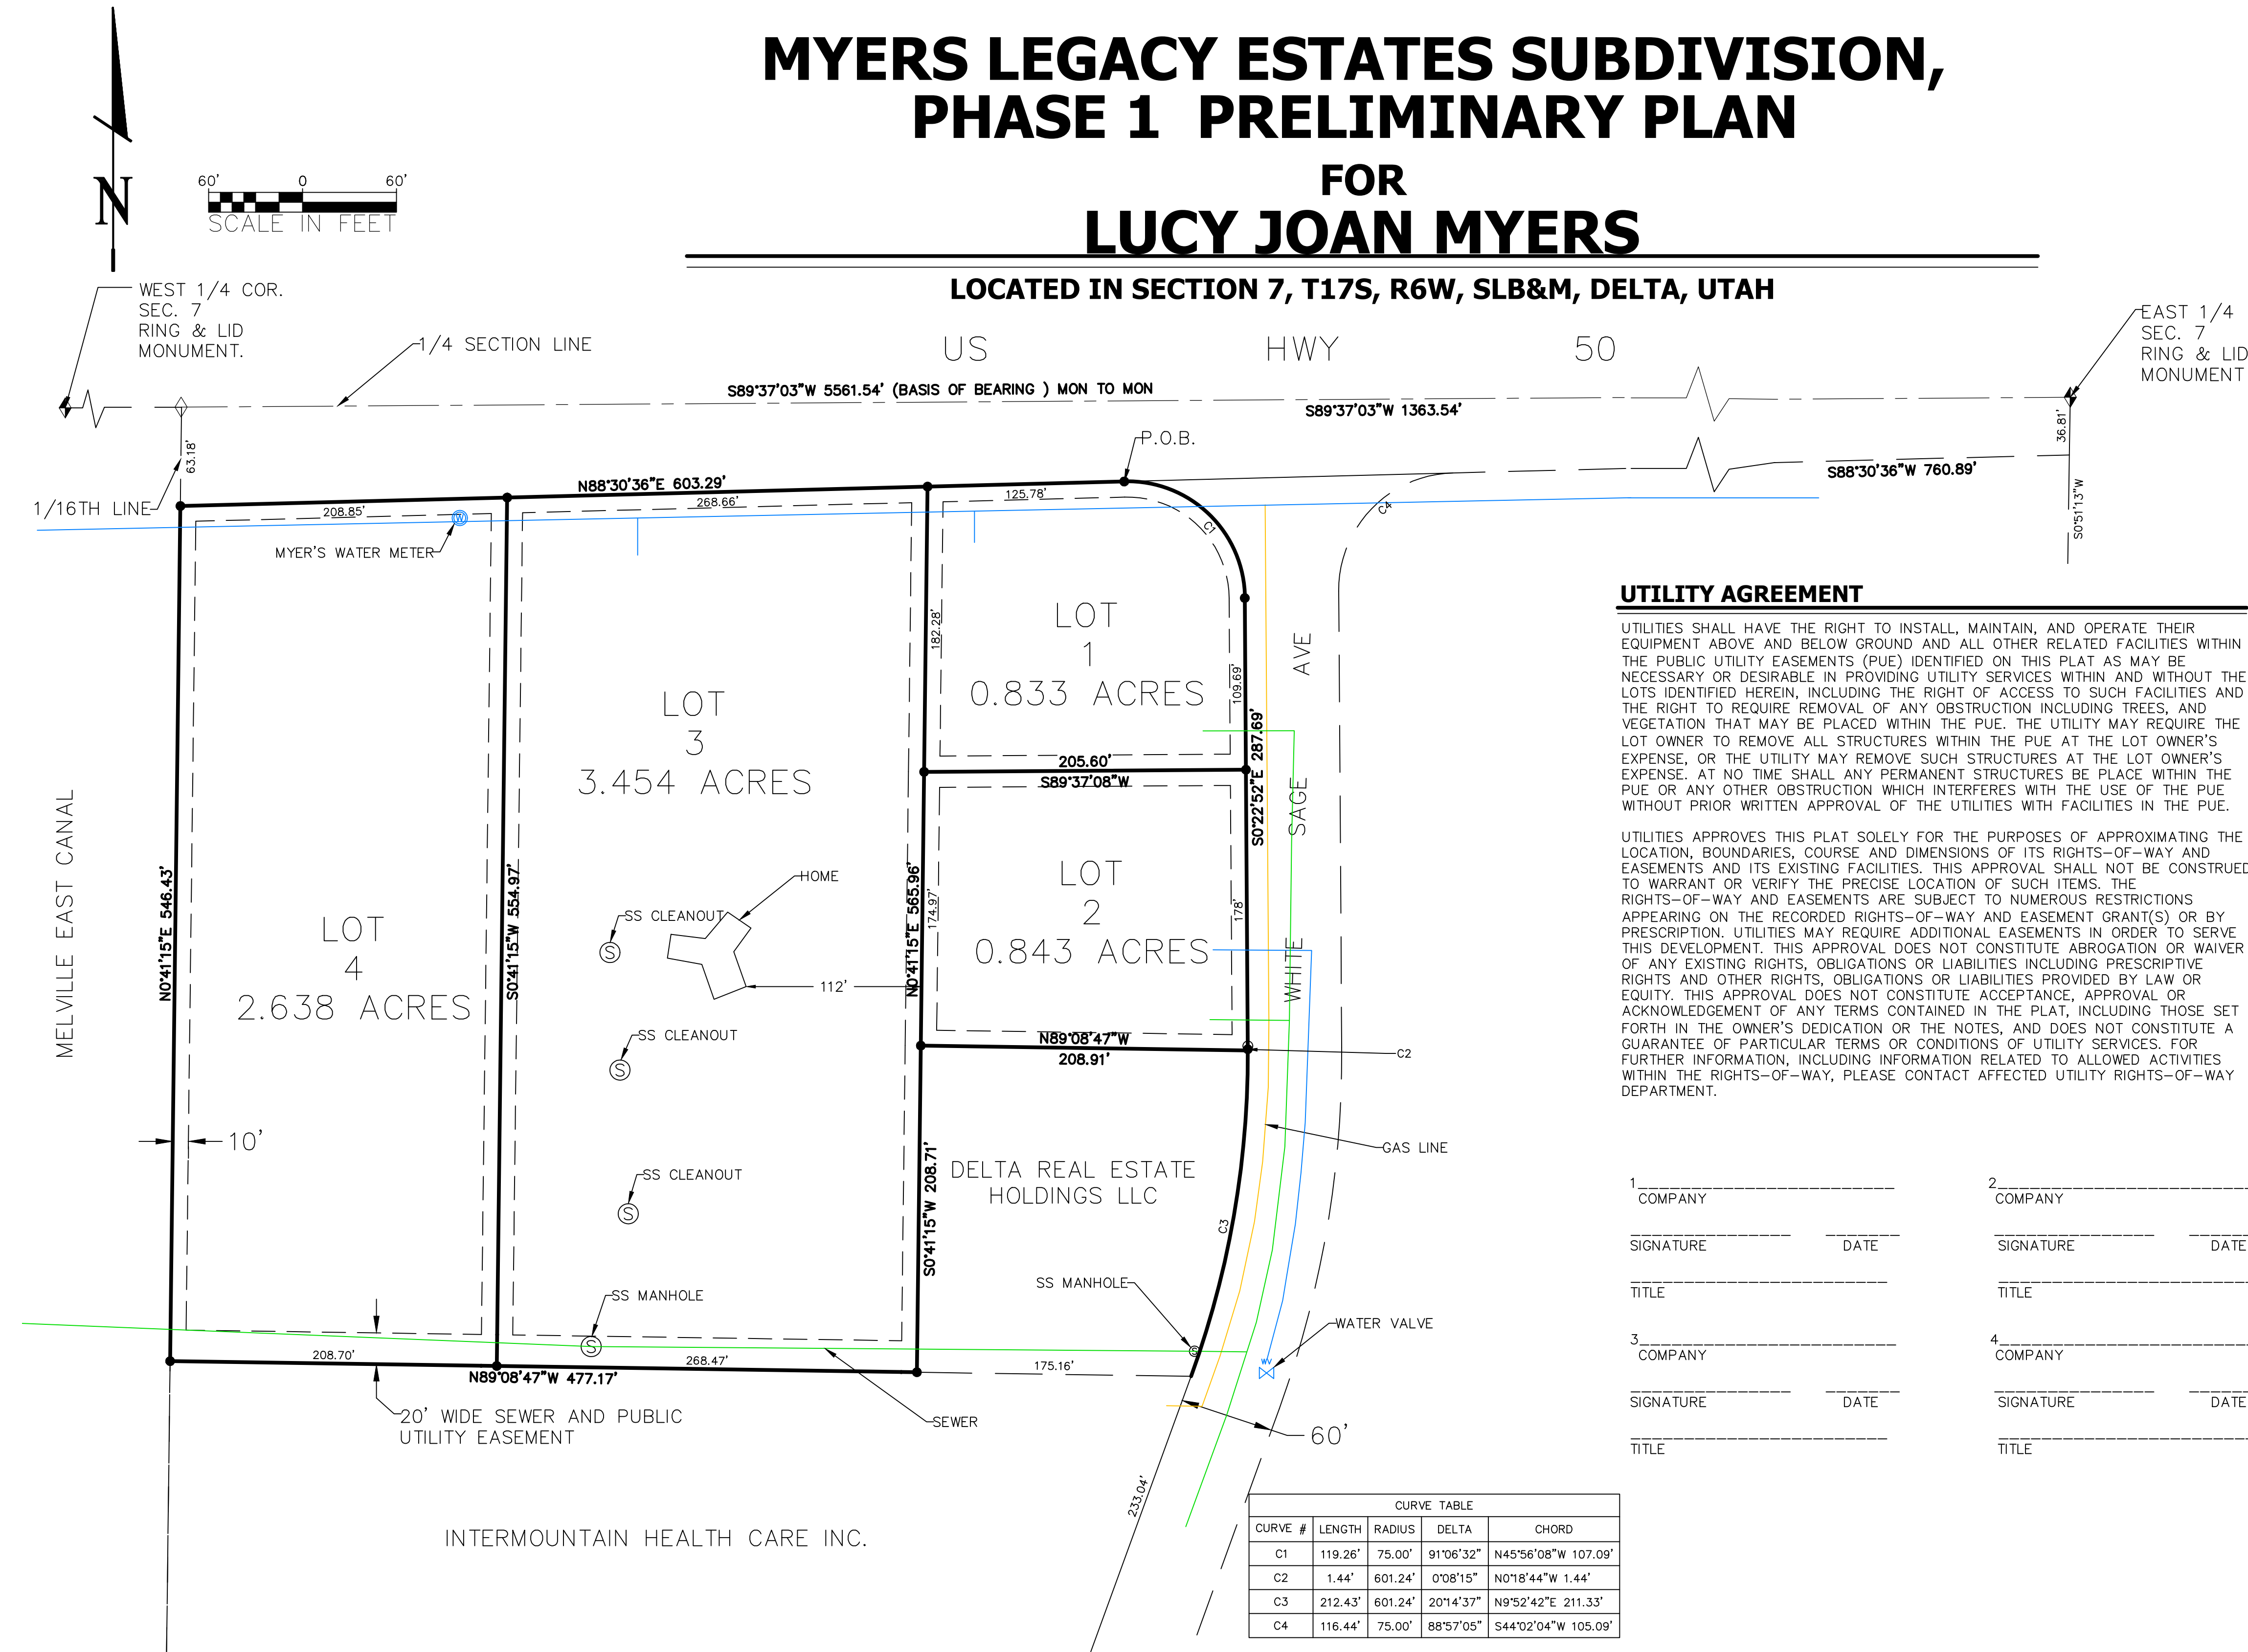 MYERS LEGACY ESTATES SUBDIVISION,
PHASE 1 PRELIMINARY PLAN
FOR
LUCY JOAN MYERS
LOCATED IN SECTION 7, T17S, R6W, SLB&M, DELTA, UTAH
N
60' 0 60'
SCALE IN FEET
WEST 1/4 COR.
SEC. 7
RING & LID
MONUMENT.
1/4 SECTION LINE
US HWY 50
EAST 1/4
SEC. 7
RING & LID
MONUMENT
S89°37'03"W 5561.54' (BASIS OF BEARING ) MON TO MON
S89°37'03"W 1363.54'
36.81'
63.18'
P.O.B.
S88°30'36"W 760.89'
S0°51'13"W
1/16TH LINE
N88°30'36"E 603.29'
208.85'
268.66'
125.78'
C1
C4
MYER'S WATER METER
LOT
1
0.833 ACRES
182.28'
109.69'
205.60'
S89°37'08"W
S0°22'52"E 287.69'
WHITE SAGE AVE
LOT
3
3.454 ACRES
LOT
2
0.843 ACRES
174.97'
178'
N89°08'47"W
208.91'
C2
MELVILLE EAST CANAL
N0°41'15"E 546.43'
LOT
4
2.638 ACRES
S0°41'15"W 554.97'
N0°41'15"E 565.96'
HOME
SS CLEANOUT
S
112'
SS CLEANOUT
S
SS CLEANOUT
S
10'
GAS LINE
DELTA REAL ESTATE
HOLDINGS LLC
S0°41'15"W 208.71'
C3
SS MANHOLE
S
SS MANHOLE
S
WATER VALVE
WV
208.70'
268.47'
175.16'
N89°08'47"W 477.17'
20' WIDE SEWER AND PUBLIC
UTILITY EASEMENT
SEWER
60'
233.04'
INTERMOUNTAIN HEALTH CARE INC.
CURVE TABLE
CURVE # LENGTH RADIUS DELTA CHORD
C1 119.26' 75.00' 91°06'32" N45°56'08"W 107.09'
C2 1.44' 601.24' 0°08'15" N0°18'44"W 1.44'
C3 212.43' 601.24' 20°14'37" N9°52'42"E 211.33'
C4 116.44' 75.00' 88°57'05" S44°02'04"W 105.09'
UTILITY AGREEMENT
UTILITIES SHALL HAVE THE RIGHT TO INSTALL, MAINTAIN, AND OPERATE THEIR
EQUIPMENT ABOVE AND BELOW GROUND AND ALL OTHER RELATED FACILITIES WITHIN
THE PUBLIC UTILITY EASEMENTS (PUE) IDENTIFIED ON THIS PLAT AS MAY BE
NECESSARY OR DESIRABLE IN PROVIDING UTILITY SERVICES WITHIN AND WITHOUT THE
LOTS IDENTIFIED HEREIN, INCLUDING THE RIGHT OF ACCESS TO SUCH FACILITIES AND
THE RIGHT TO REQUIRE REMOVAL OF ANY OBSTRUCTION INCLUDING TREES, AND
VEGETATION THAT MAY BE PLACED WITHIN THE PUE. THE UTILITY MAY REQUIRE THE
LOT OWNER TO REMOVE ALL STRUCTURES WITHIN THE PUE AT THE LOT OWNER'S
EXPENSE, OR THE UTILITY MAY REMOVE SUCH STRUCTURES AT THE LOT OWNER'S
EXPENSE. AT NO TIME SHALL ANY PERMANENT STRUCTURES BE PLACE WITHIN THE
PUE OR ANY OTHER OBSTRUCTION WHICH INTERFERES WITH THE USE OF THE PUE
WITHOUT PRIOR WRITTEN APPROVAL OF THE UTILITIES WITH FACILITIES IN THE PUE.
UTILITIES APPROVES THIS PLAT SOLELY FOR THE PURPOSES OF APPROXIMATING THE
LOCATION, BOUNDARIES, COURSE AND DIMENSIONS OF ITS RIGHTS-OF-WAY AND
EASEMENTS AND ITS EXISTING FACILITIES. THIS APPROVAL SHALL NOT BE CONSTRUED
TO WARRANT OR VERIFY THE PRECISE LOCATION OF SUCH ITEMS. THE
RIGHTS-OF-WAY AND EASEMENTS ARE SUBJECT TO NUMEROUS RESTRICTIONS
APPEARING ON THE RECORDED RIGHTS-OF-WAY AND EASEMENT GRANT(S) OR BY
PRESCRIPTION. UTILITIES MAY REQUIRE ADDITIONAL EASEMENTS IN ORDER TO SERVE
THIS DEVELOPMENT. THIS APPROVAL DOES NOT CONSTITUTE ABROGATION OR WAIVER
OF ANY EXISTING RIGHTS, OBLIGATIONS OR LIABILITIES INCLUDING PRESCRIPTIVE
RIGHTS AND OTHER RIGHTS, OBLIGATIONS OR LIABILITIES PROVIDED BY LAW OR
EQUITY. THIS APPROVAL DOES NOT CONSTITUTE ACCEPTANCE, APPROVAL OR
ACKNOWLEDGEMENT OF ANY TERMS CONTAINED IN THE PLAT, INCLUDING THOSE SET
FORTH IN THE OWNER'S DEDICATION OR THE NOTES, AND DOES NOT CONSTITUTE A
GUARANTEE OF PARTICULAR TERMS OR CONDITIONS OF UTILITY SERVICES. FOR
FURTHER INFORMATION, INCLUDING INFORMATION RELATED TO ALLOWED ACTIVITIES
WITHIN THE RIGHTS-OF-WAY, PLEASE CONTACT AFFECTED UTILITY RIGHTS-OF-WAY
DEPARTMENT.
1 2
COMPANY COMPANY
SIGNATURE DATE SIGNATURE DATE
TITLE TITLE
3 4
COMPANY COMPANY
SIGNATURE DATE SIGNATURE DATE
TITLE TITLE